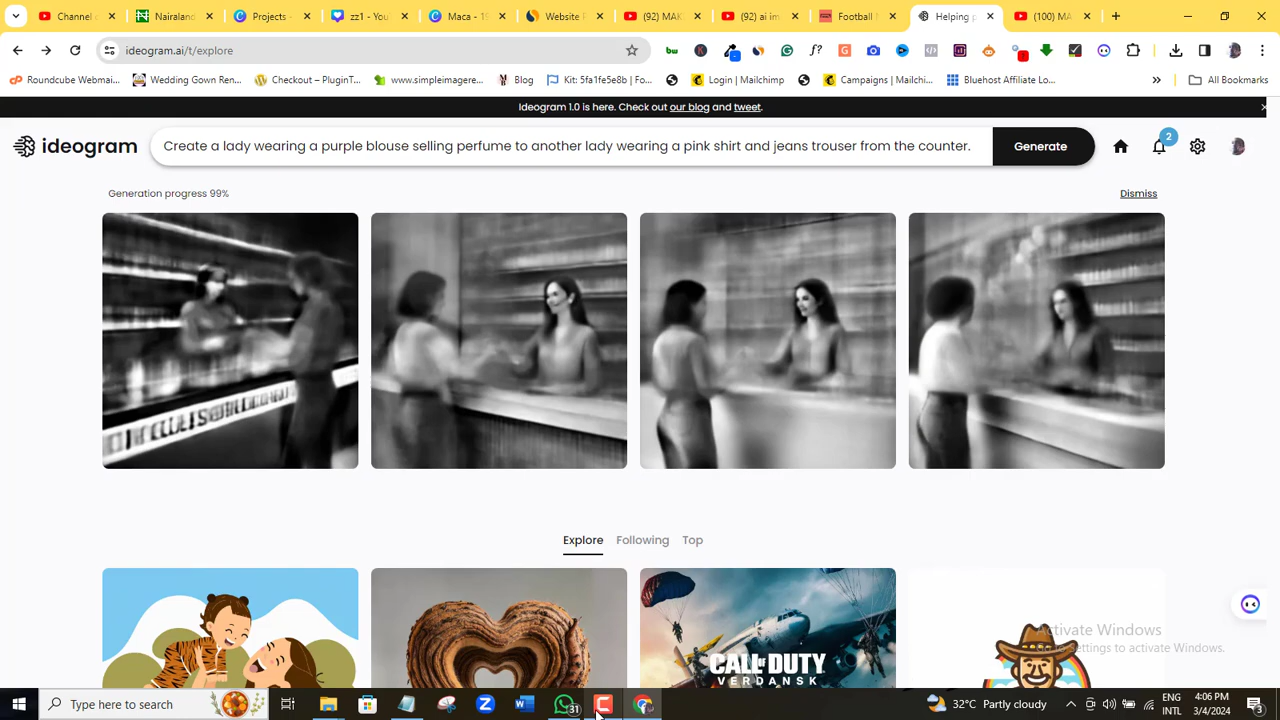 Channel c
Nairaland
Projects -
zz1 - You
Maca - 19
Website F
(92) MAK
(92) ai im
Football
Helping p
(100) MA
ideogram.ai/t/explore
Roundcube Webmai...
Wedding Gown Ren...
Checkout – PluginT...
www.simpleimagere...
Blog
Kit: 5fa1fe5e8b | Fo...
Login | Mailchimp
Campaigns | Mailchi...
Bluehost Affiliate Lo...
» All Bookmarks
Ideogram 1.0 is here. Check out our blog and tweet.
ideogram
Create a lady wearing a purple blouse selling perfume to another lady wearing a pink shirt and jeans trouser from the counter.
Generate
2
Generation progress 99%
Dismiss
Explore Following Top
CALL OF DUTY
VERDANSK
Activate Windows
Go to Settings to activate Windows.
Type here to search
31
32°C Partly cloudy
ENG
INTL
4:06 PM
3/4/2024
3